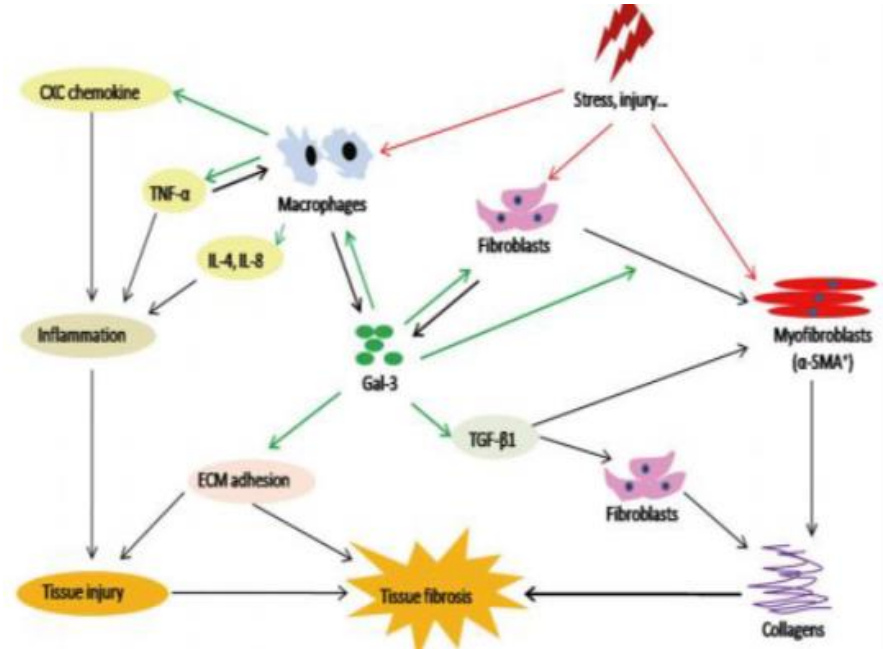 Stress, injury...
CXC chemokine
TNF-α
Macrophages
IL-4, IL-8
Fibroblasts
Inflammation
Myofibroblasts
(α-SMA⁺)
Gal-3
TGF-β1
ECM adhesion
Fibroblasts
Tissue injury
Tissue fibrosis
Collagens